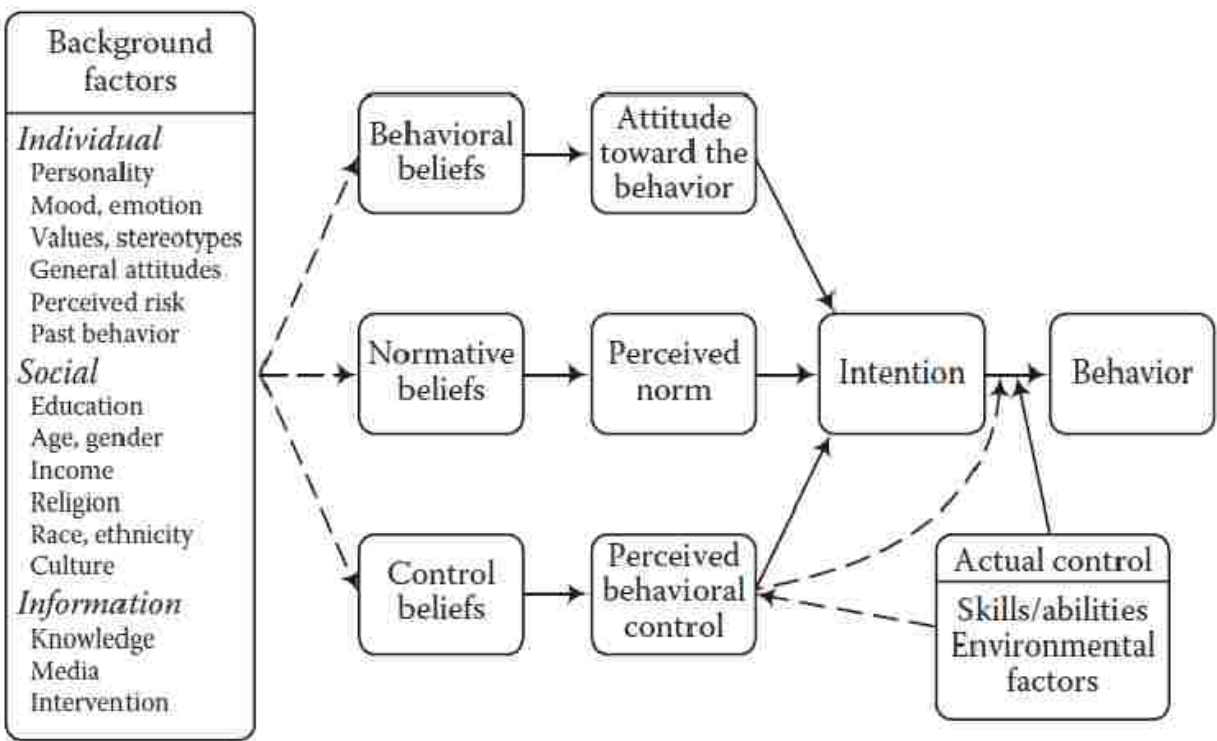 Background
factors
Individual
Personality
Mood, emotion
Values, stereotypes
General attitudes
Perceived risk
Past behavior
Social
Education
Age, gender
Income
Religion
Race, ethnicity
Culture
Information
Knowledge
Media
Intervention
Behavioral
beliefs
Attitude
toward the
behavior
Normative
beliefs
Perceived
norm
Intention
Behavior
Control
beliefs
Perceived
behavioral
control
Actual control
Skills/abilities
Environmental
factors